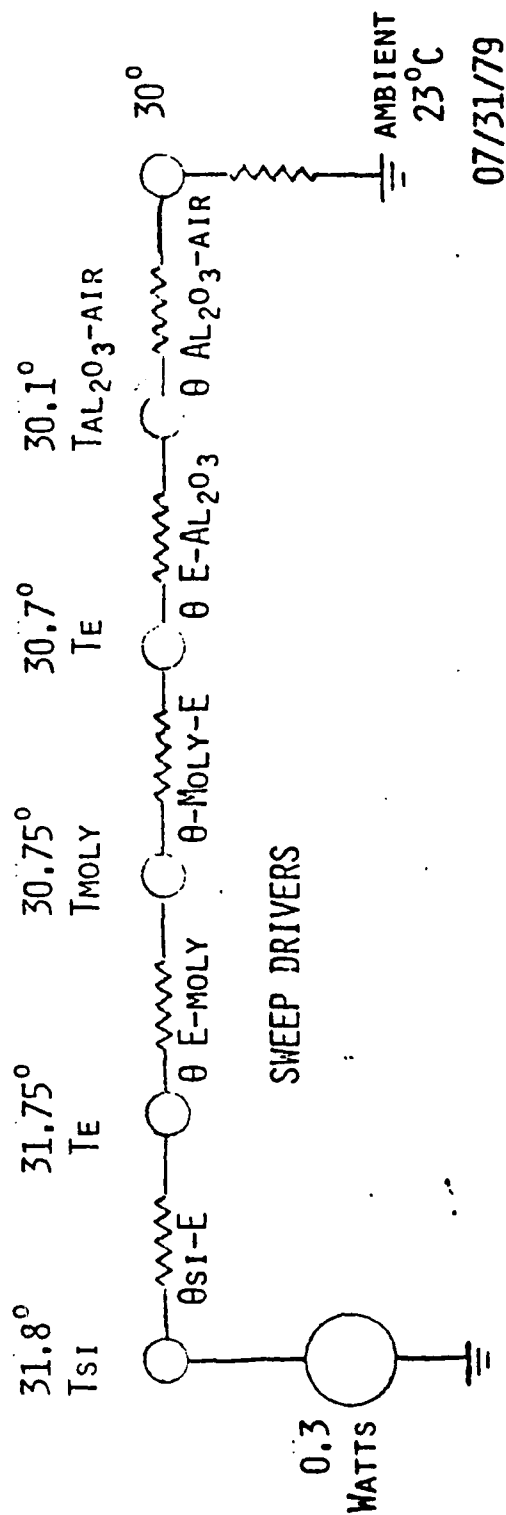 31.8°
TSI
31.75°
TE
30.75°
TMOLY
30.7°
TE
30.1°
TAL2O3-AIR
30°
θSI-E
θ E-MOLY
θ-MOLY-E
θ E-AL2O3
θ AL2O3-AIR
0.3
WATTS
SWEEP DRIVERS
AMBIENT
23°C
07/31/79